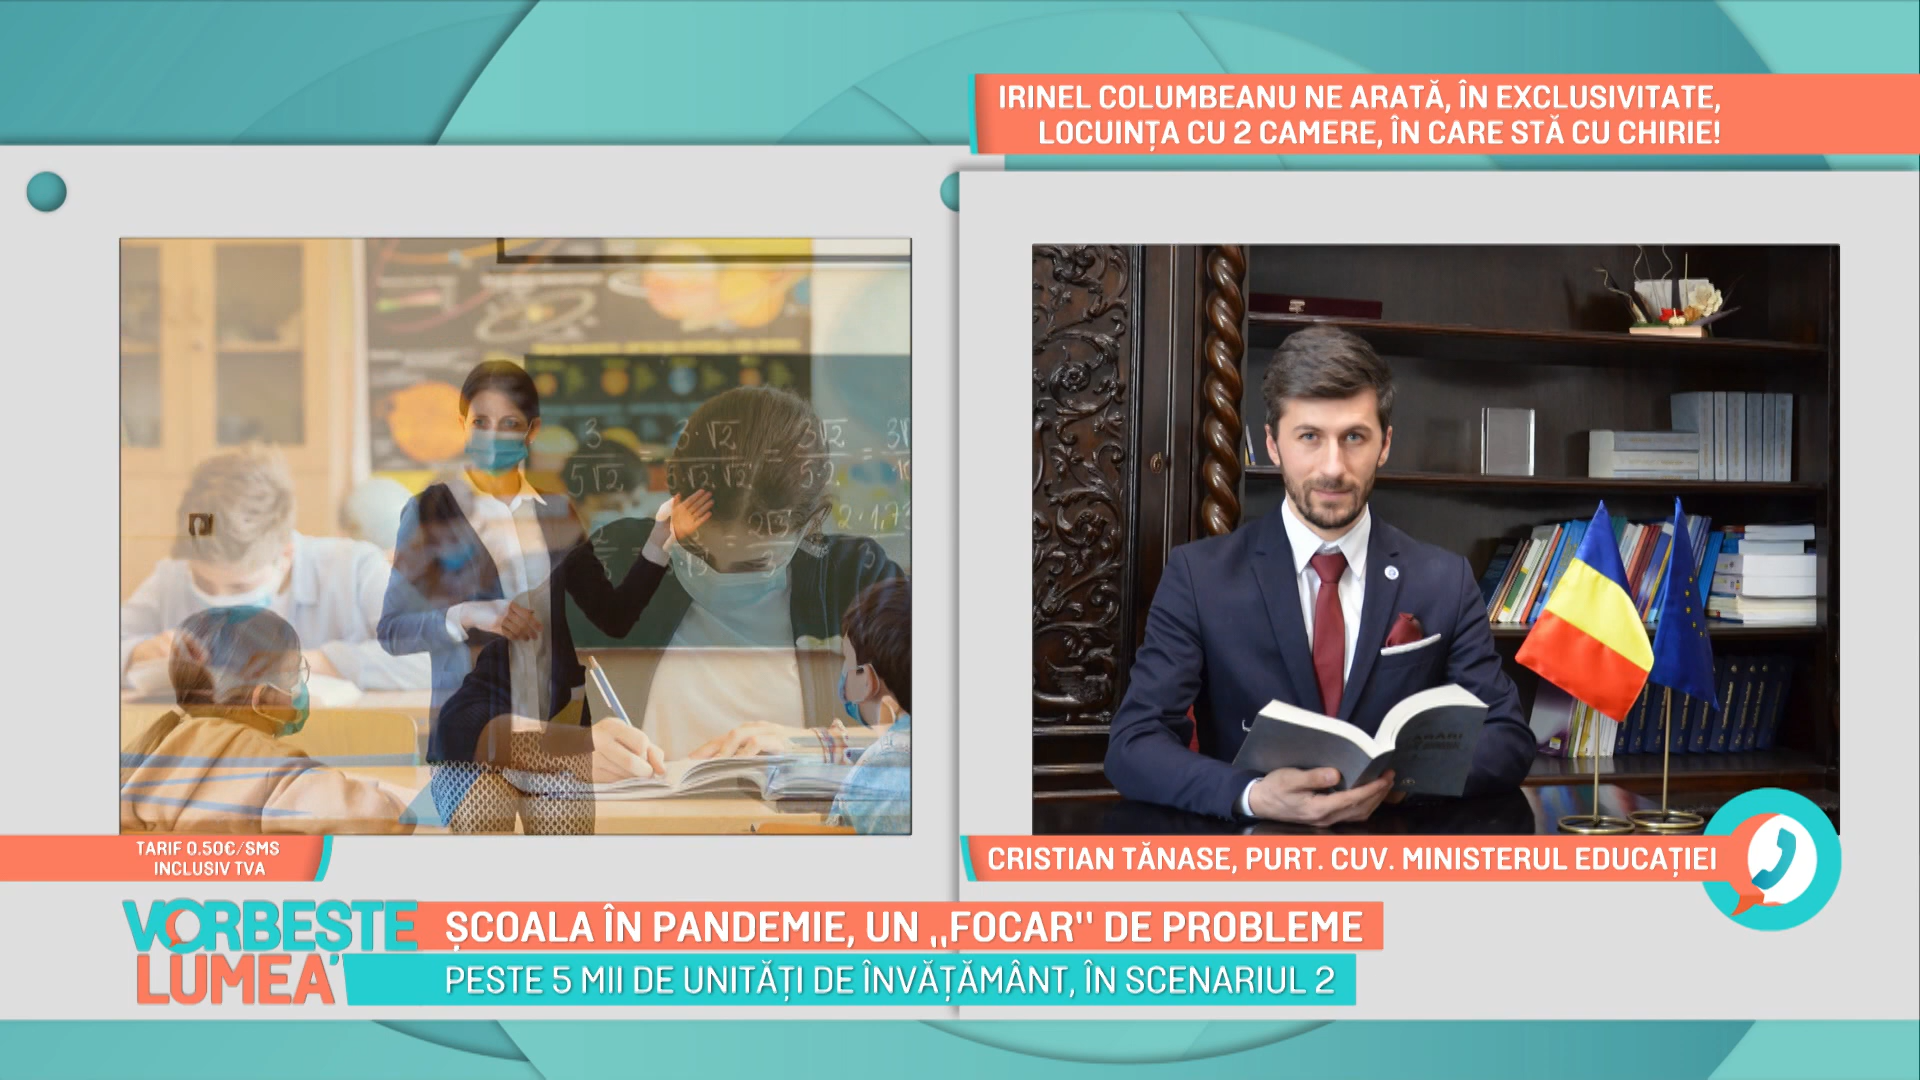 IRINEL COLUMBEANU NE ARATĂ, ÎN EXCLUSIVITATE,
LOCUINȚA CU 2 CAMERE, ÎN CARE STĂ CU CHIRIE!
TARIF 0.50€/SMS
INCLUSIV TVA
CRISTIAN TĂNASE, PURT. CUV. MINISTERUL EDUCAȚIEI
VORBEȘTE
LUMEA
ȘCOALA ÎN PANDEMIE, UN ,,FOCAR" DE PROBLEME
PESTE 5 MII DE UNITĂȚI DE ÎNVĂȚĂMÂNT, ÎN SCENARIUL 2